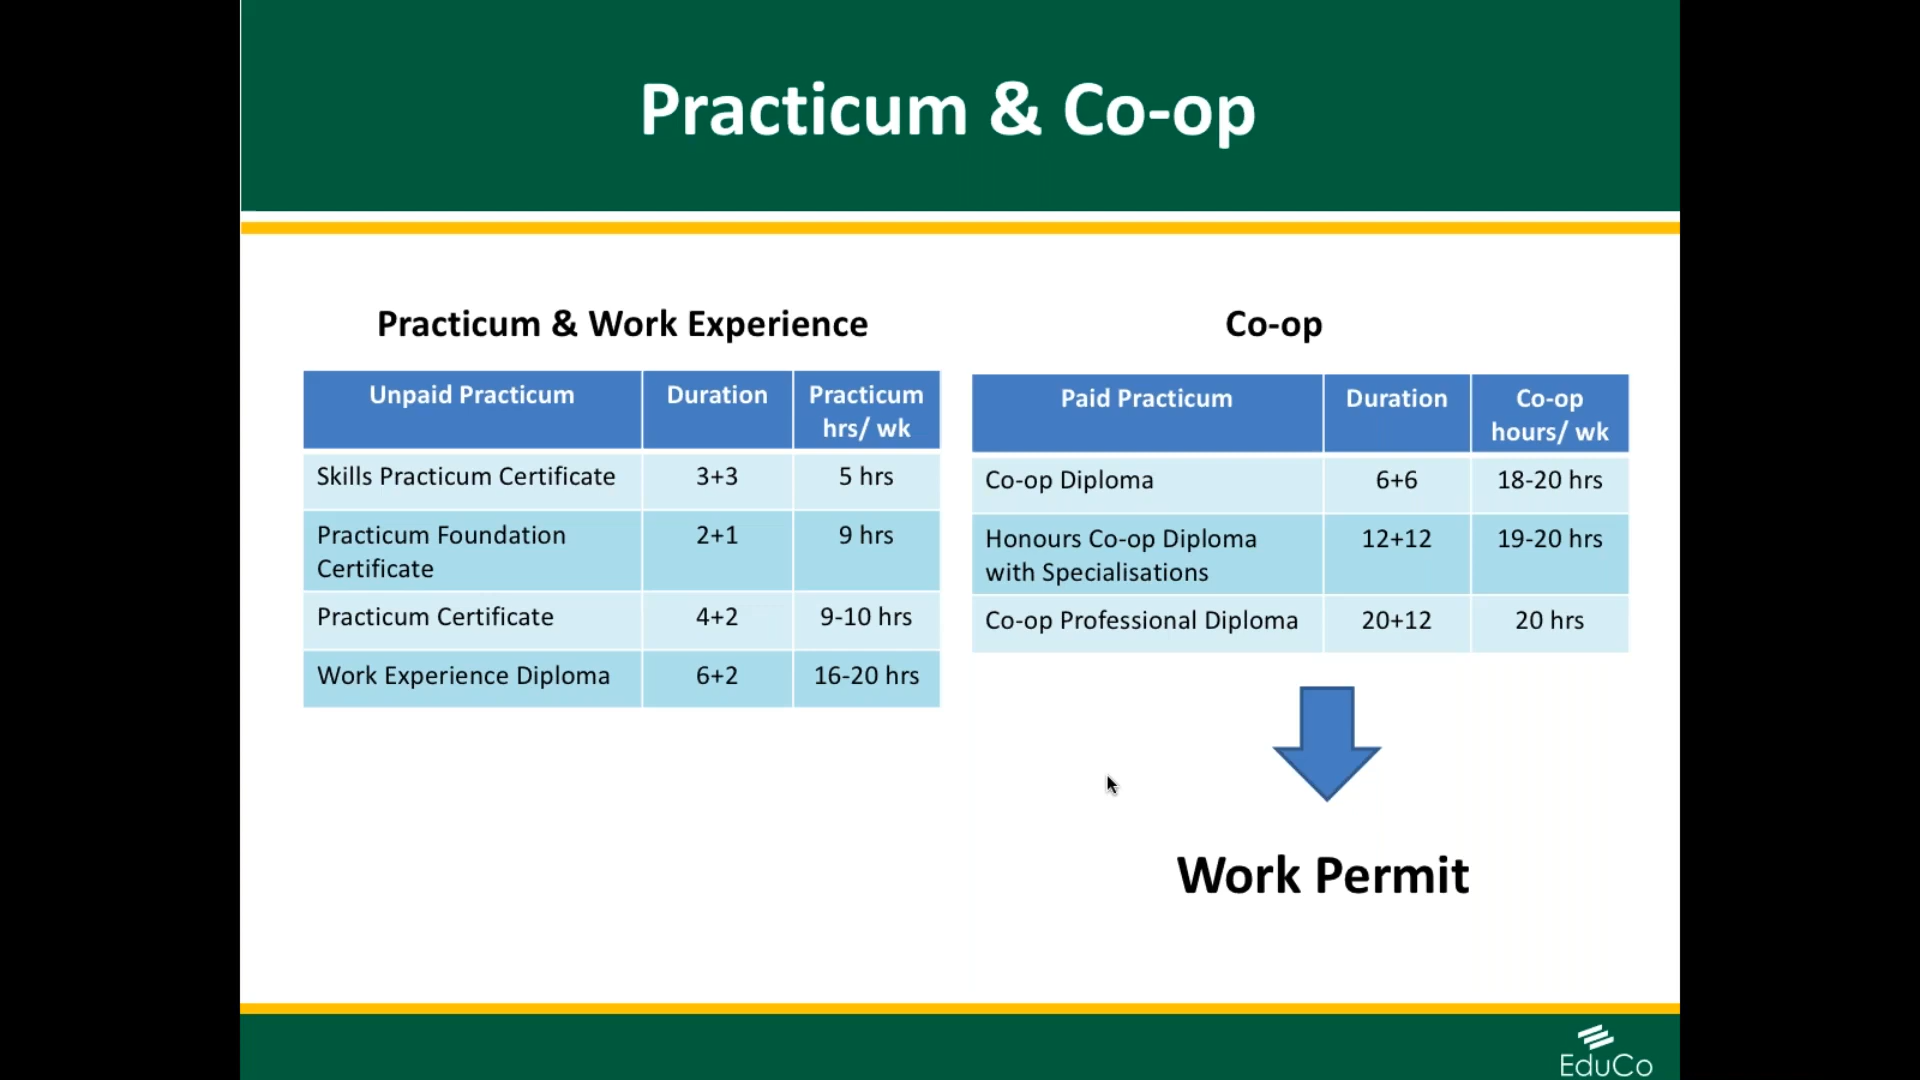 Practicum & Co-op
Practicum & Work Experience
Unpaid Practicum Duration Practicum
hrs/ wk
Skills Practicum Certificate 3+3 5 hrs
Practicum Foundation 2+1 9 hrs
Certificate
Practicum Certificate 4+2 9-10 hrs
Work Experience Diploma 6+2 16-20 hrs
Co-op
Paid Practicum Duration Co-op
hours/ wk
Co-op Diploma 6+6 18-20 hrs
Honours Co-op Diploma 12+12 19-20 hrs
with Specialisations
Co-op Professional Diploma 20+12 20 hrs
Work Permit
EduCo